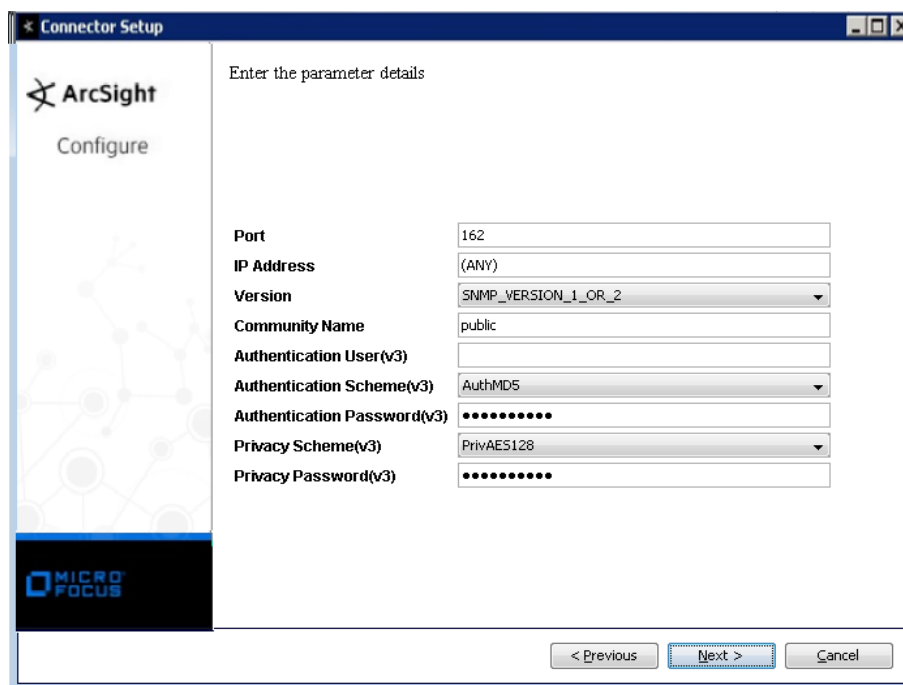 Connector Setup
ArcSight
Configure
Enter the parameter details
Port 162
IP Address (ANY)
Version SNMP_VERSION_1_OR_2
Community Name public
Authentication User(v3)
Authentication Scheme(v3) AuthMD5
Authentication Password(v3) ••••••••••
Privacy Scheme(v3) PrivAES128
Privacy Password(v3) ••••••••••
MICRO
FOCUS
< Previous Next > Cancel